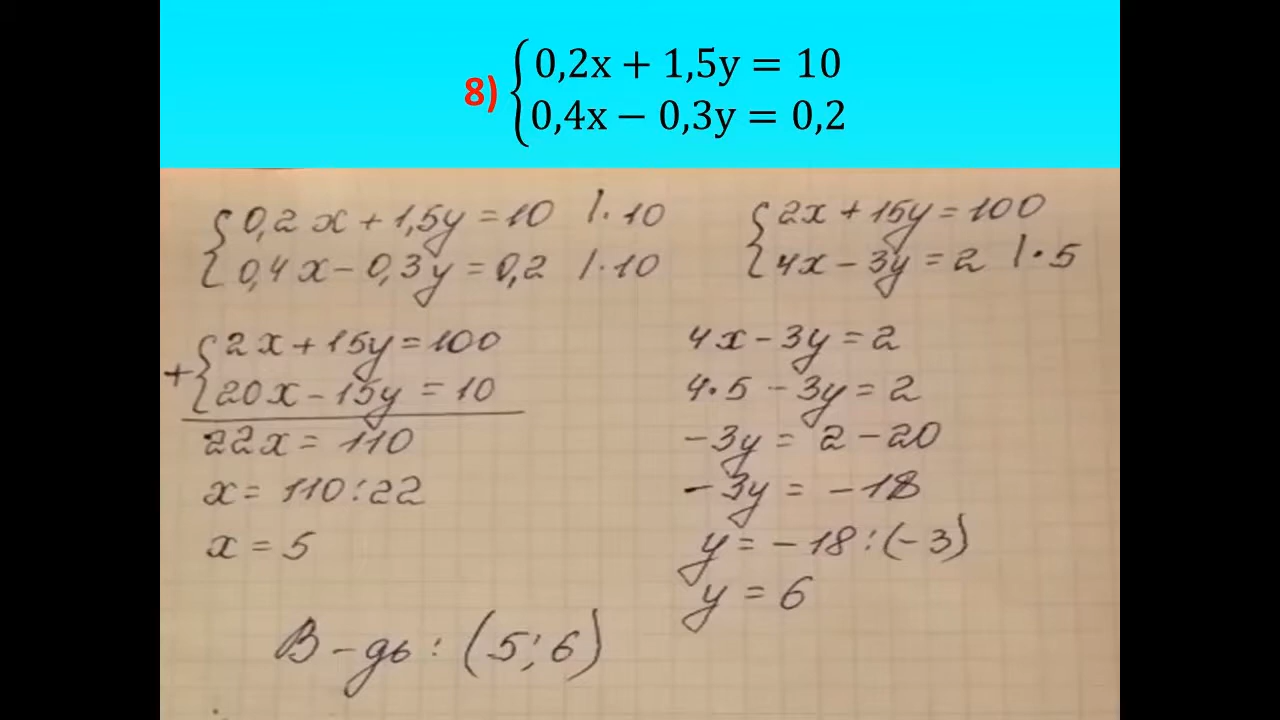 8) {0,2x + 1,5y = 10
0,4x − 0,3y = 0,2
{0,2x + 1,5y = 10 | · 10
0,4x − 0,3y = 0,2 | · 10
{2x + 15y = 100
4x − 3y = 2 | · 5
+ {2x + 15y = 100
20x − 15y = 10
22x = 110
x = 110 : 22
x = 5
4x − 3y = 2
4 · 5 − 3y = 2
−3y = 2 − 20
−3y = −18
y = −18 : (−3)
y = 6
В-дь : (5; 6)